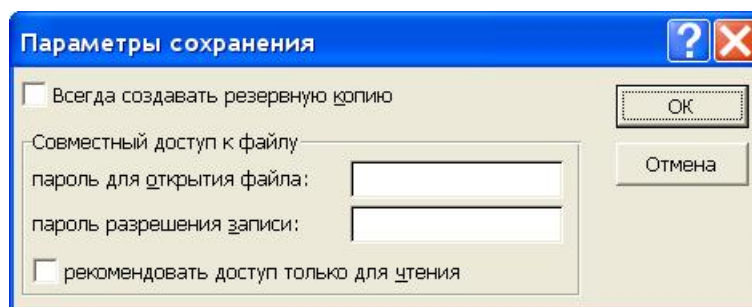 Параметры сохранения
Всегда создавать резервную копию
ОК
Совместный доступ к файлу
Отмена
пароль для открытия файла:
пароль разрешения записи:
рекомендовать доступ только для чтения